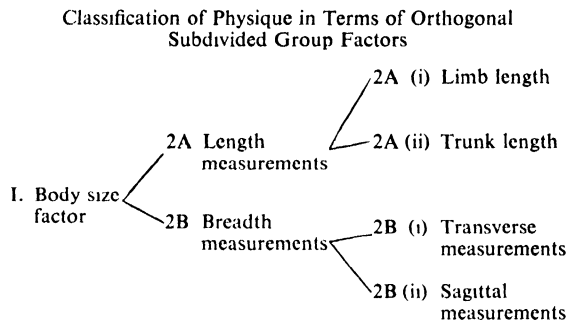 Classification of Physique in Terms of Orthogonal
Subdivided Group Factors
2A (i) Limb length
2A Length
measurements
2A (ii) Trunk length
I. Body size
factor
2B Breadth
measurements
2B (i) Transverse
measurements
2B (ii) Sagittal
measurements